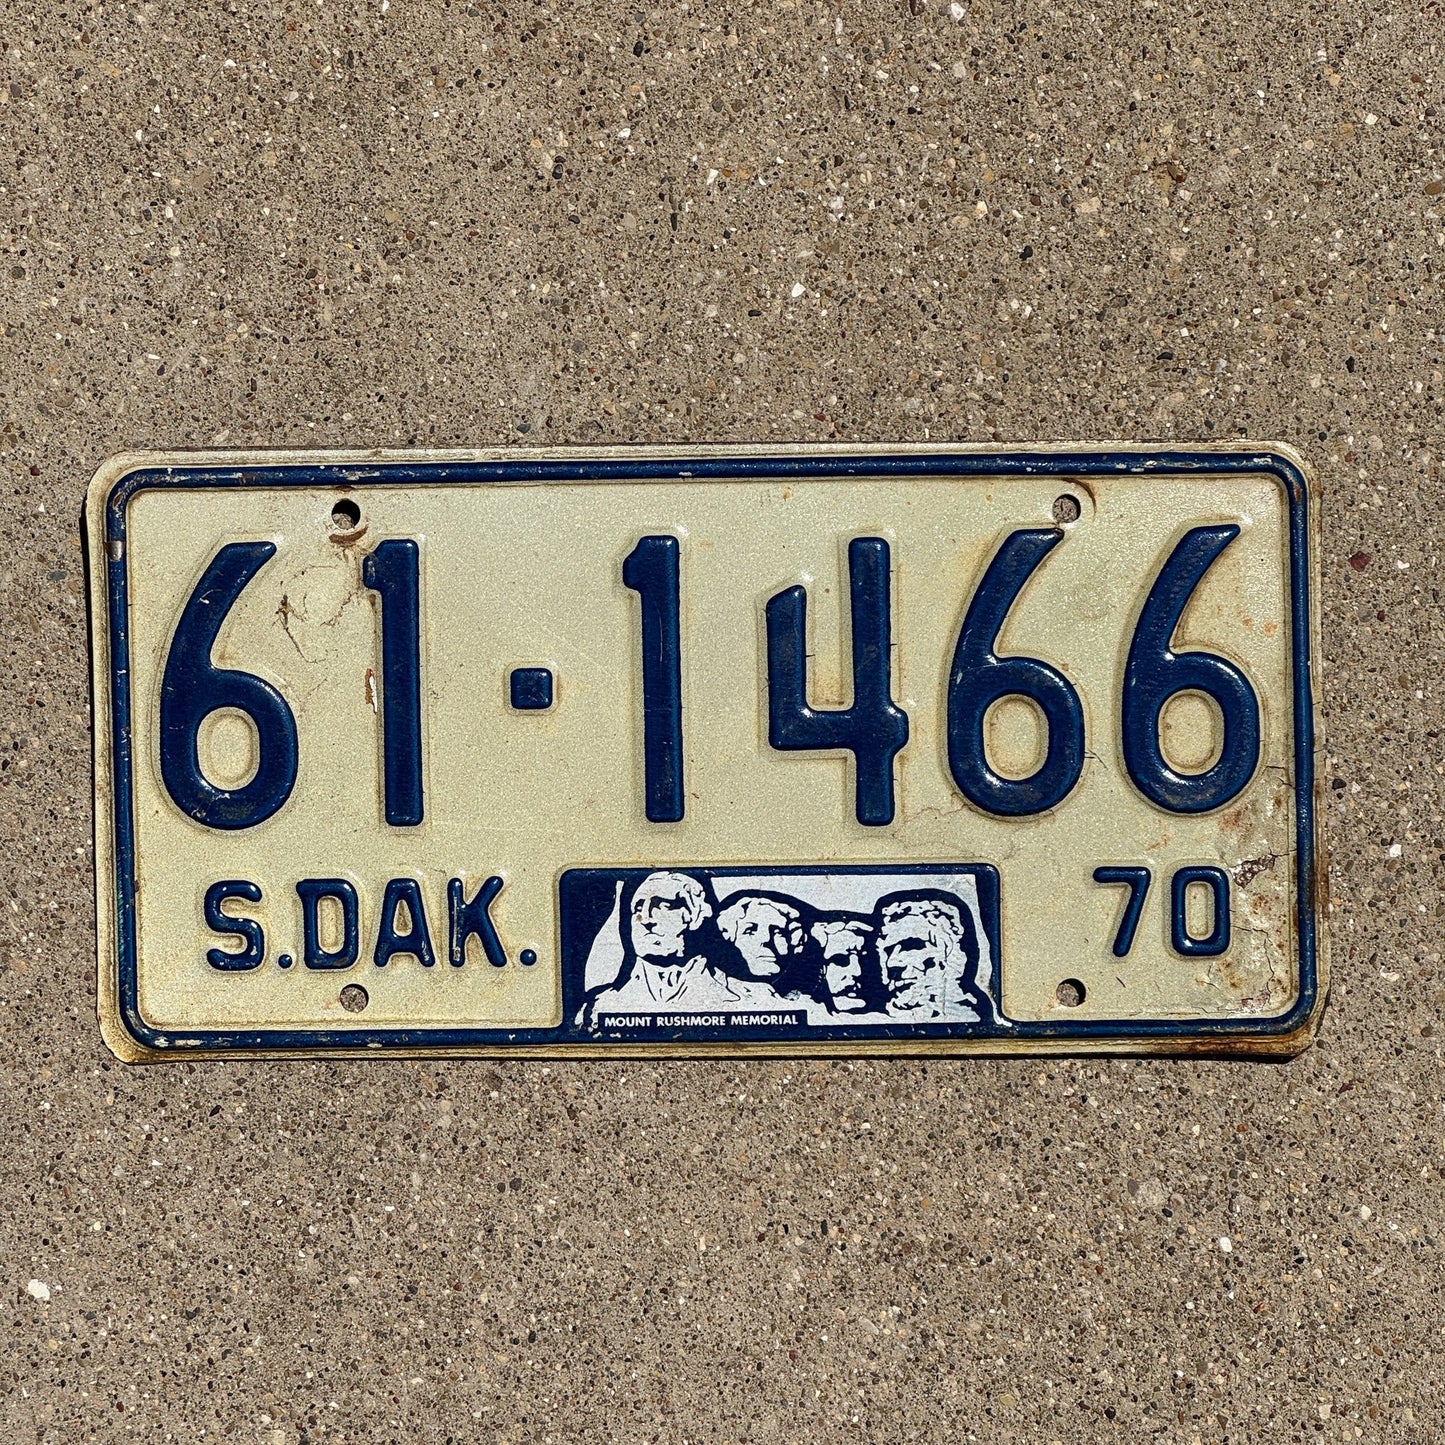 61·1466
S.DAK. 70
MOUNT RUSHMORE MEMORIAL